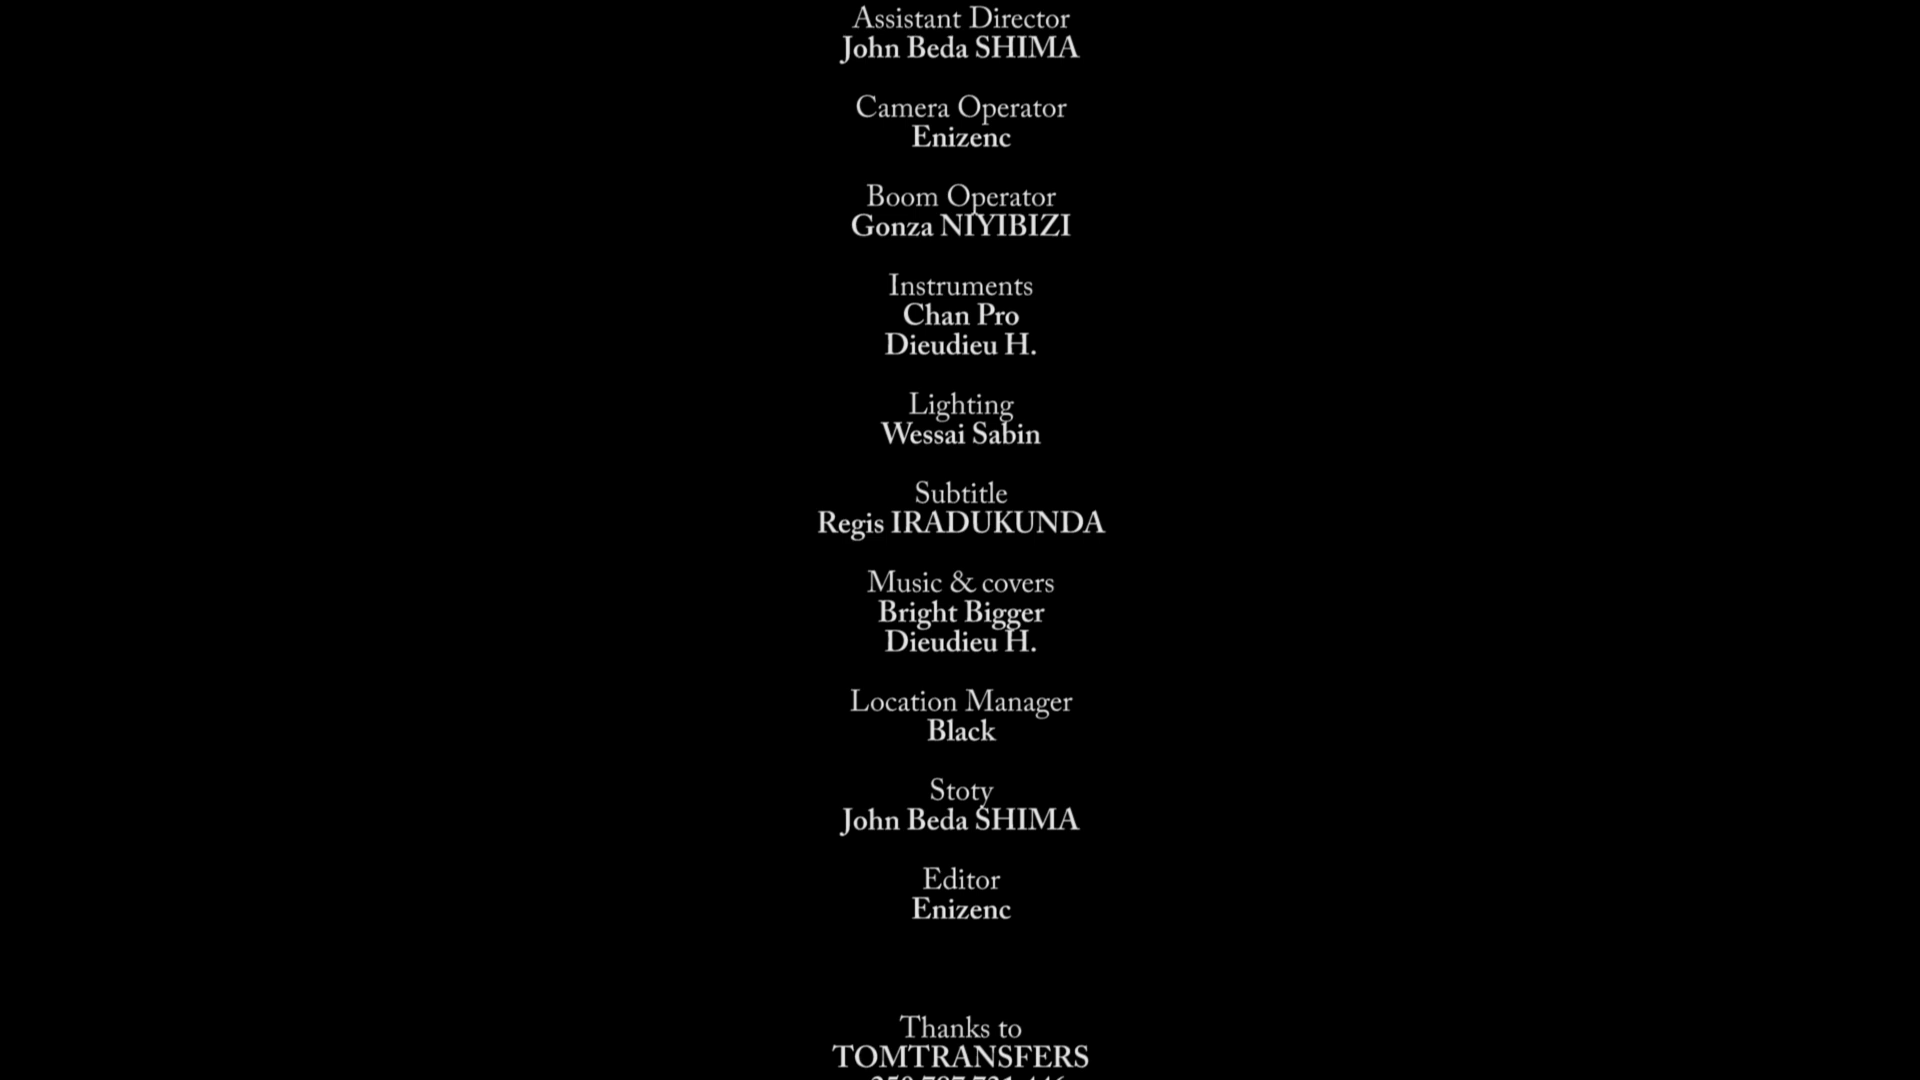 Assistant Director
John Beda SHIMA
Camera Operator
Enizenc
Boom Operator
Gonza NIYIBIZI
Instruments
Chan Pro
Dieudieu H.
Lighting
Wessai Sabin
Subtitle
Regis IRADUKUNDA
Music & covers
Bright Bigger
Dieudieu H.
Location Manager
Black
Stoty
John Beda SHIMA
Editor
Enizenc
Thanks to
TOMTRANSFERS